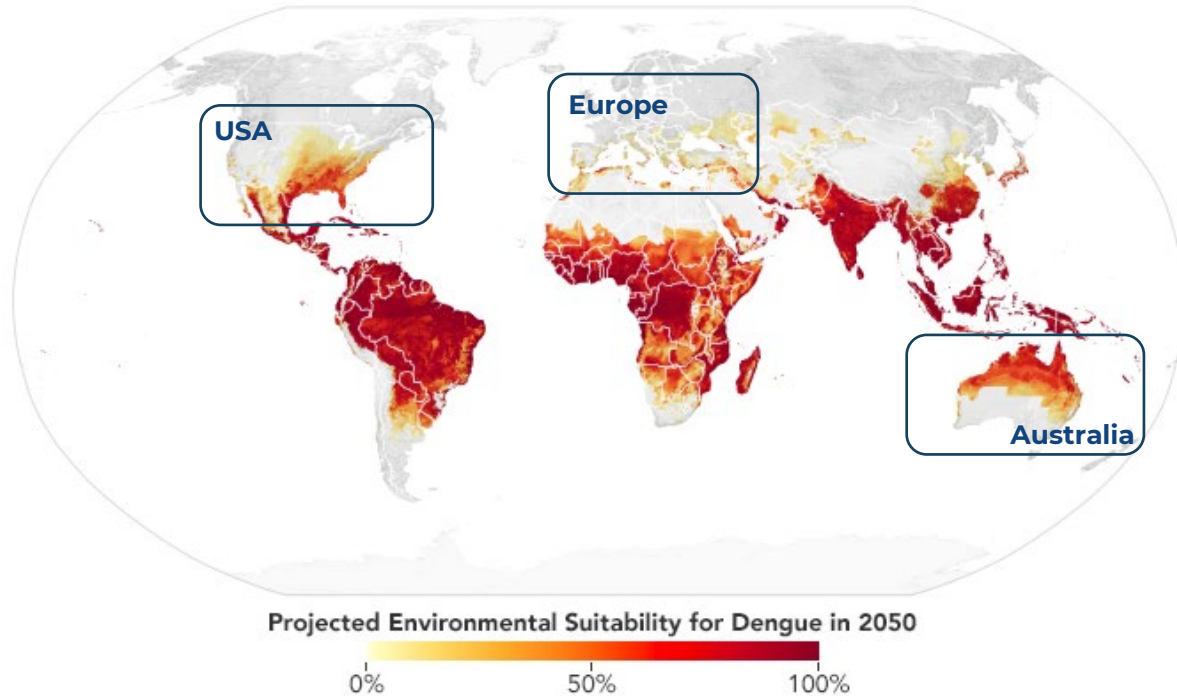 USA
Europe
Australia
Projected Environmental Suitability for Dengue in 2050
0%
50%
100%